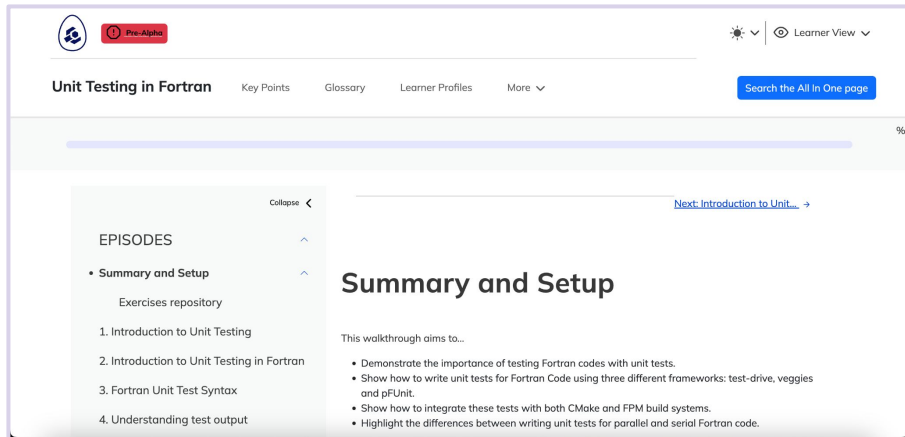 Pre-Alpha
Learner View
Unit Testing in Fortran
Key Points
Glossary
Learner Profiles
More
Search the All In One page
%
Collapse
Next: Introduction to Unit... →
EPISODES
• Summary and Setup
Exercises repository
1. Introduction to Unit Testing
2. Introduction to Unit Testing in Fortran
3. Fortran Unit Test Syntax
4. Understanding test output
Summary and Setup
This walkthrough aims to...
• Demonstrate the importance of testing Fortran codes with unit tests.
• Show how to write unit tests for Fortran Code using three different frameworks: test-drive, veggies
and pFUnit.
• Show how to integrate these tests with both CMake and FPM build systems.
• Highlight the differences between writing unit tests for parallel and serial Fortran code.